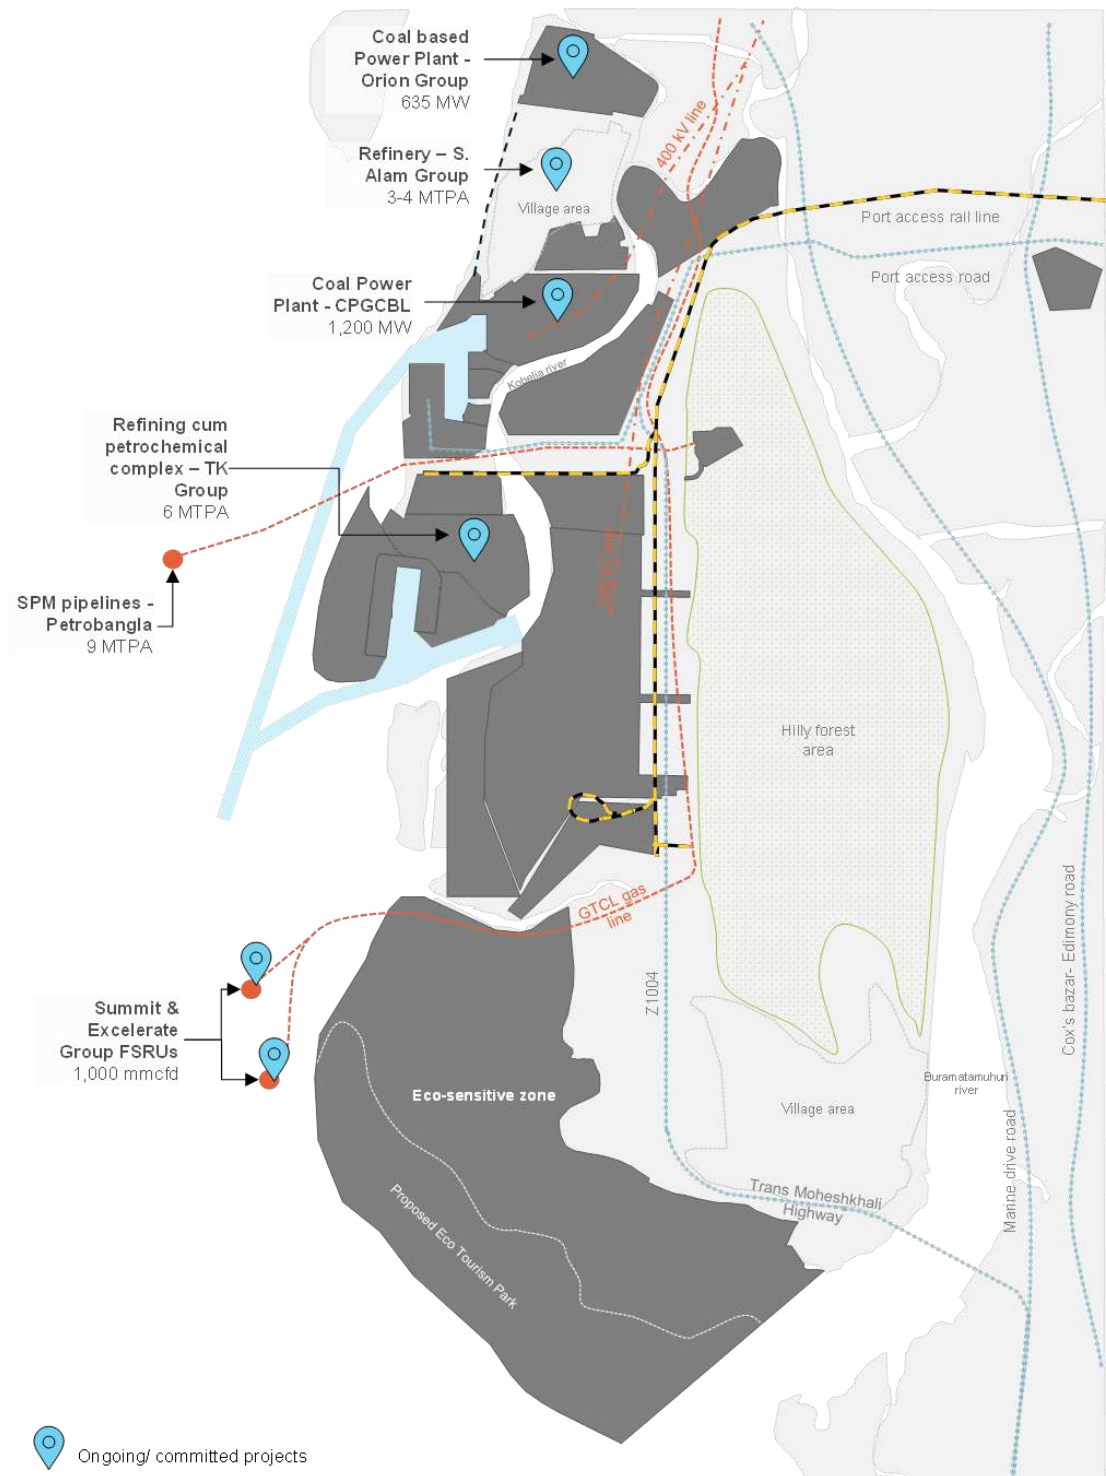 Coal based
Power Plant -
Orion Group
635 MW
400 kV line
Refinery – S.
Alam Group
3-4 MTPA
Village area
Port access rail line
Port access road
Coal Power
Plant - CPGCBL
1,200 MW
Kohelia river
Refining cum
petrochemical
complex – TK
Group
6 MTPA
SPM pipelines -
Petrobangla
9 MTPA
Hilly forest
area
GTCL gas
line
Z1004
Cox's bazar- Edimony road
Summit &
Excelerate
Group FSRUs
1,000 mmcfd
Eco-sensitive zone
Buramatamuhuri
river
Village area
Marine drive road
Trans Moheshkhali
Highway
Proposed Eco Tourism Park
Ongoing/ committed projects